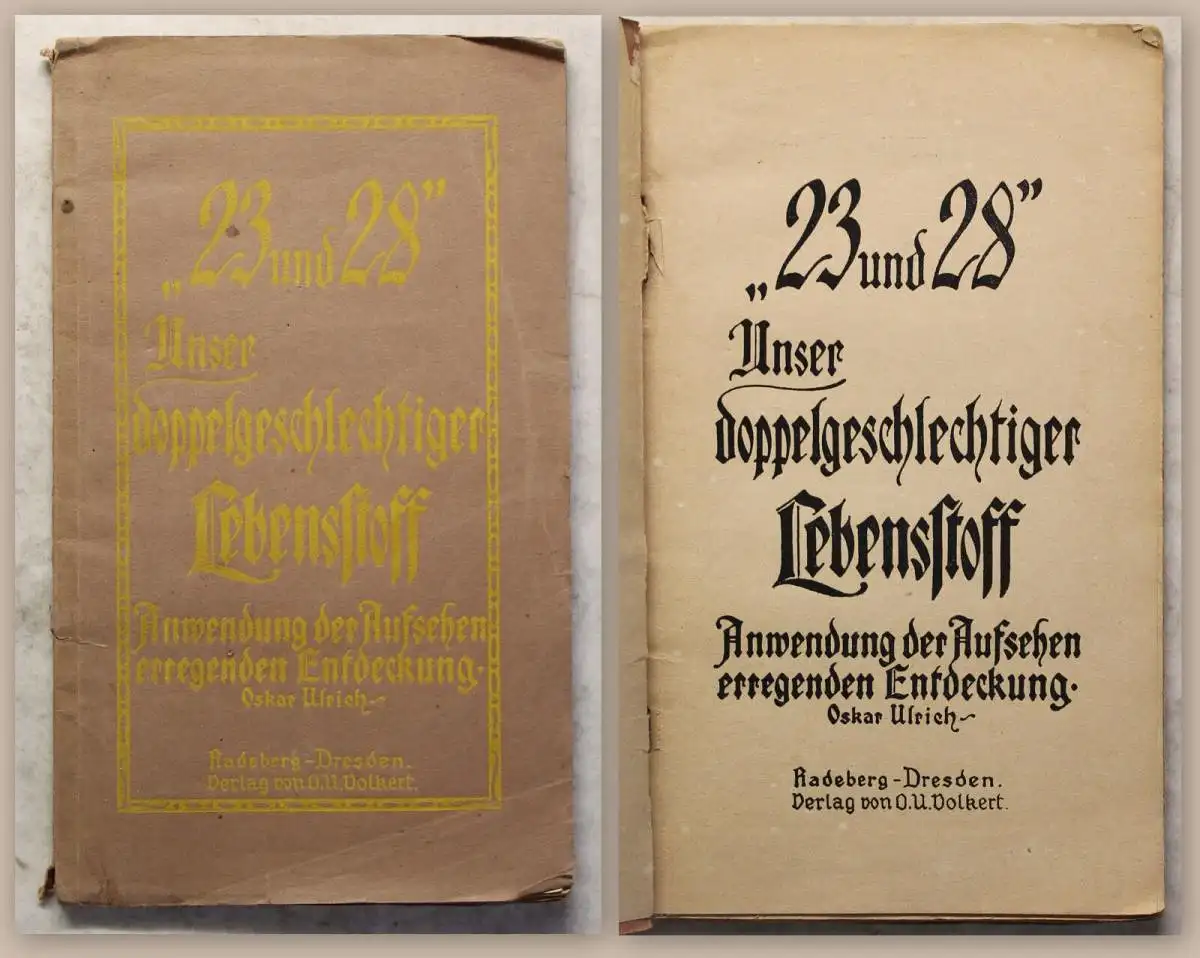 „23 und 28”
Unser
doppelgeschlechtiger
Lebensſtoff
Anwendung der Aufsehen
erregenden Entdeckung.
Oskar Ulrich
Radeberg-Dresden.
Verlag von O.U.Volkert.
„23 und 28”
Unser
doppelgeschlechtiger
Lebensſtoff
Anwendung der Aufsehen
erregenden Entdeckung.
Oskar Ulrich
Radeberg-Dresden.
Verlag von O.U.Volkert.